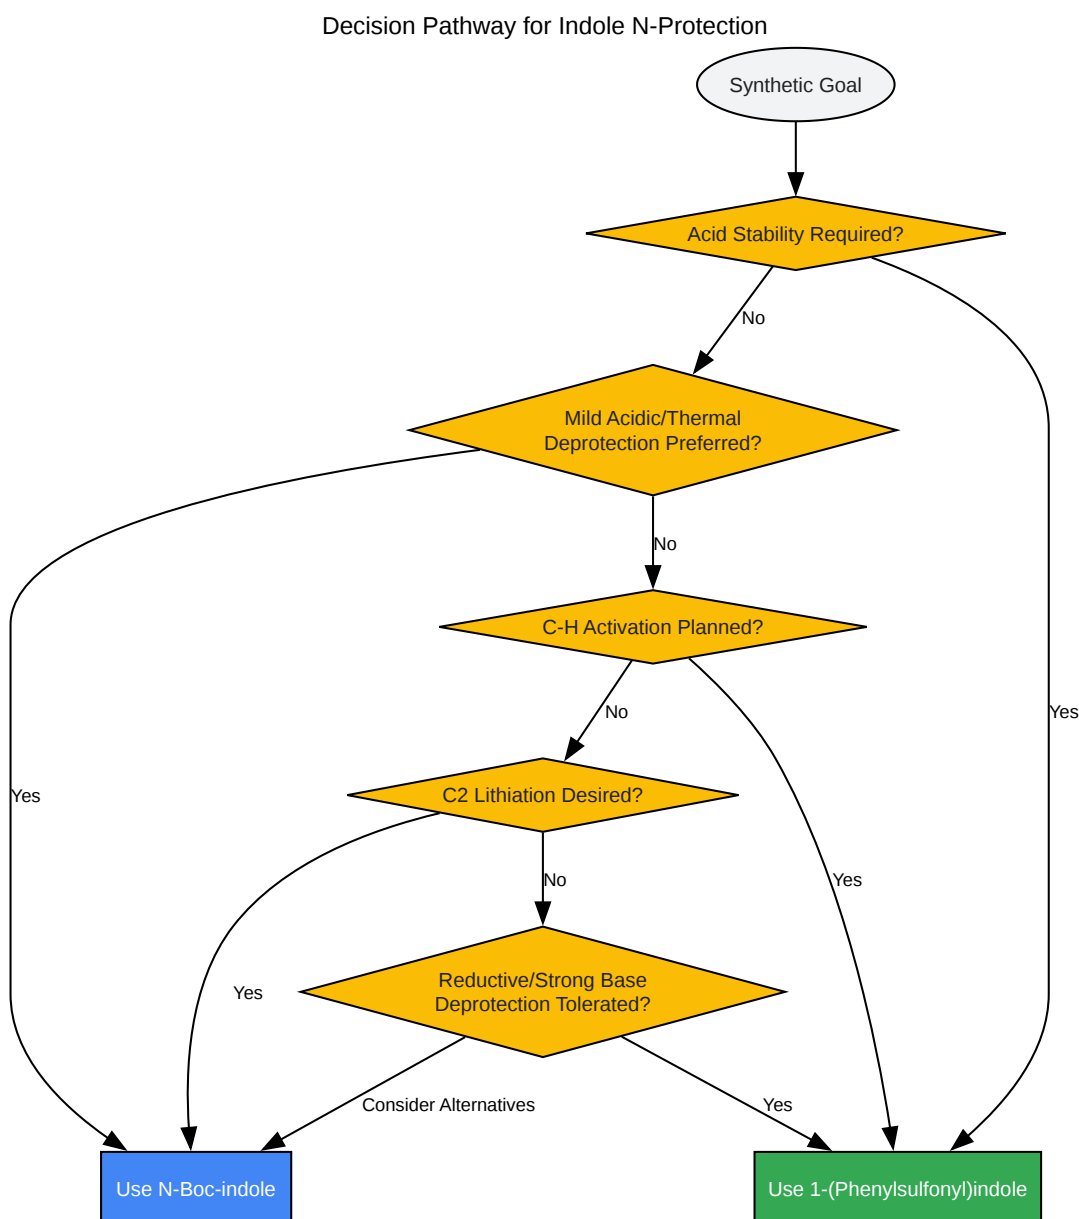 Decision Pathway for Indole N-Protection
Synthetic Goal
Acid Stability Required?
No
Mild Acidic/Thermal
Deprotection Preferred?
No
C-H Activation Planned?
No
Yes
Yes
C2 Lithiation Desired?
Yes
No
Yes
Reductive/Strong Base
Deprotection Tolerated?
Yes
Consider Alternatives
Yes
Use N-Boc-indole
Use 1-(Phenylsulfonyl)indole